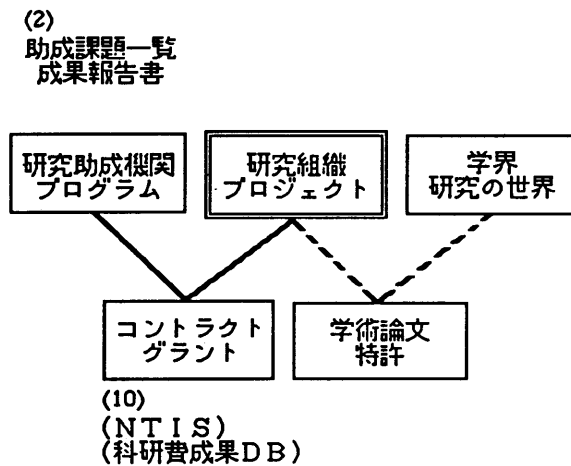 (2)
助成課題一覧
成果報告書
研究助成機関
プログラム
研究組織
プロジェクト
学界
研究の世界
コントラクト
グラント
学術論文
特許
(10)
(NTIS)
(科研費成果DB)